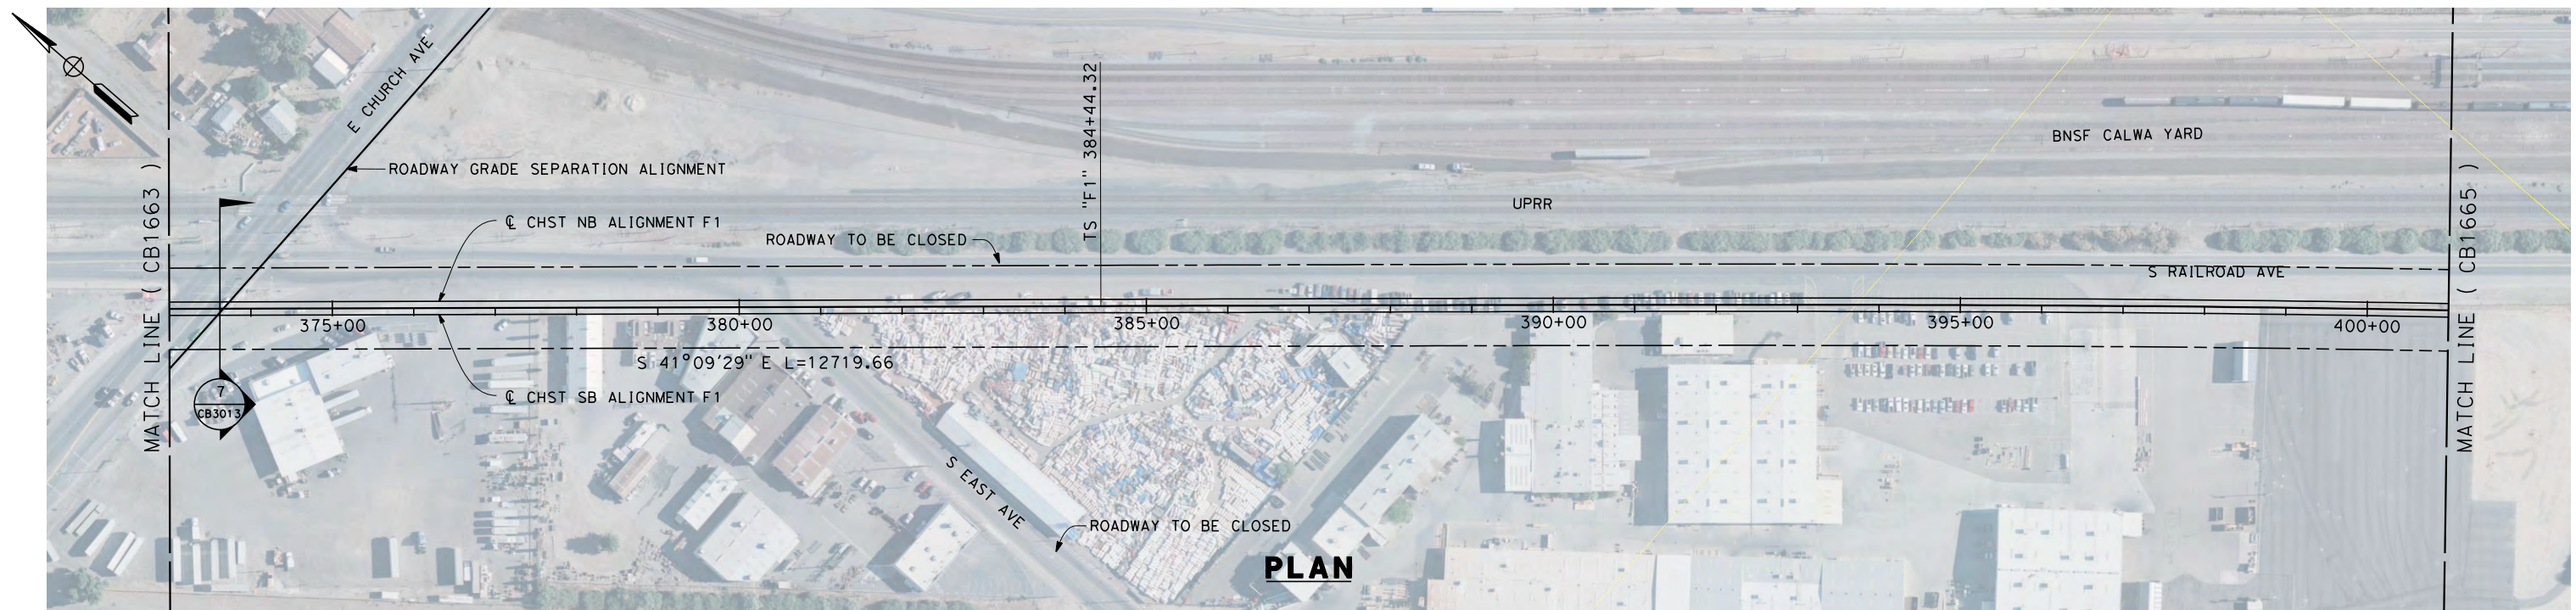 E CHURCH AVE
ROADWAY GRADE SEPARATION ALIGNMENT
℄ CHST NB ALIGNMENT F1
ROADWAY TO BE CLOSED
TS "F1" 384+44.32
BNSF CALWA YARD
UPRR
S RAILROAD AVE
MATCH LINE ( CB1663 )
MATCH LINE ( CB1665 )
375+00
380+00
385+00
390+00
395+00
400+00
S 41°09'29" E L=12719.66
℄ CHST SB ALIGNMENT F1
7
CB3013
S EAST AVE
ROADWAY TO BE CLOSED
PLAN